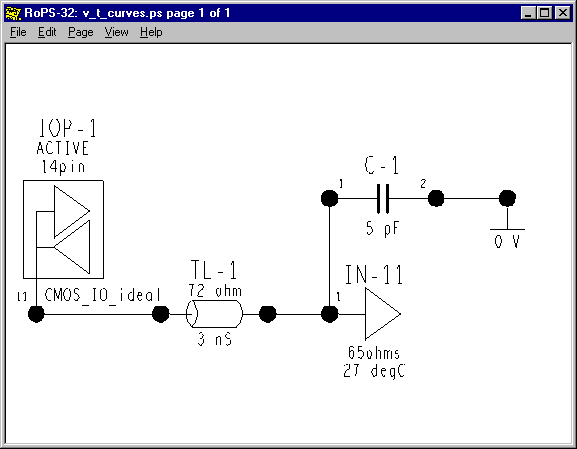 RoPS-32: v_t_curves.ps page 1 of 1
File Edit Page View Help
IOP-1
ACTIVE
14pin
C-1
1 2
5 pF
0 V
TL-1
IN-11
11 CMOS_IO_ideal
72 ohm
1
3 nS
65ohms
27 degC